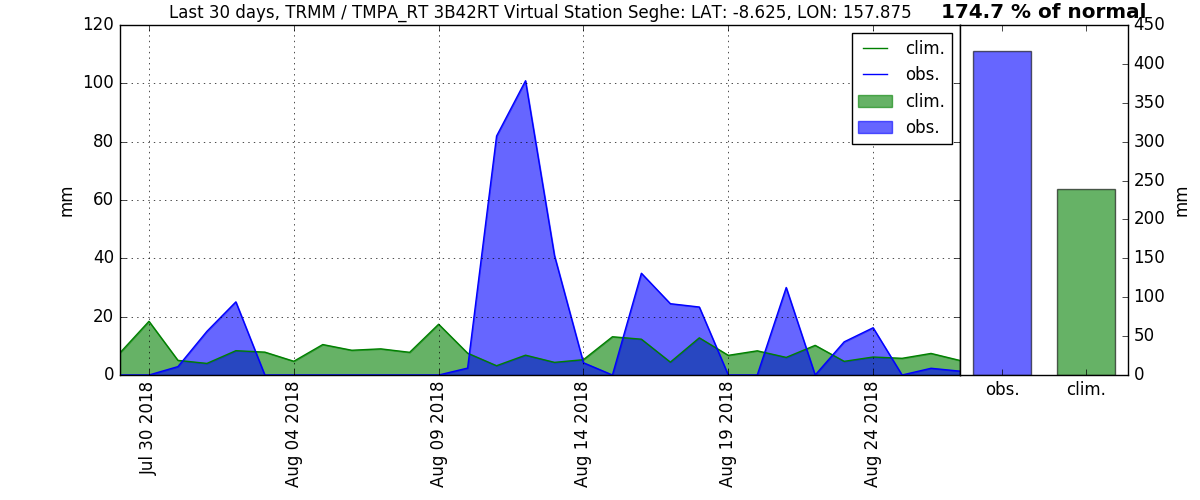 Last 30 days, TRMM / TMPA_RT 3B42RT Virtual Station Seghe: LAT: -8.625, LON: 157.875
174.7 % of normal
120
100
80
60
40
20
0
mm
clim.
obs.
clim.
obs.
Jul 30 2018
Aug 04 2018
Aug 09 2018
Aug 14 2018
Aug 19 2018
Aug 24 2018
450
400
350
300
250
200
150
100
50
0
mm
obs.
clim.